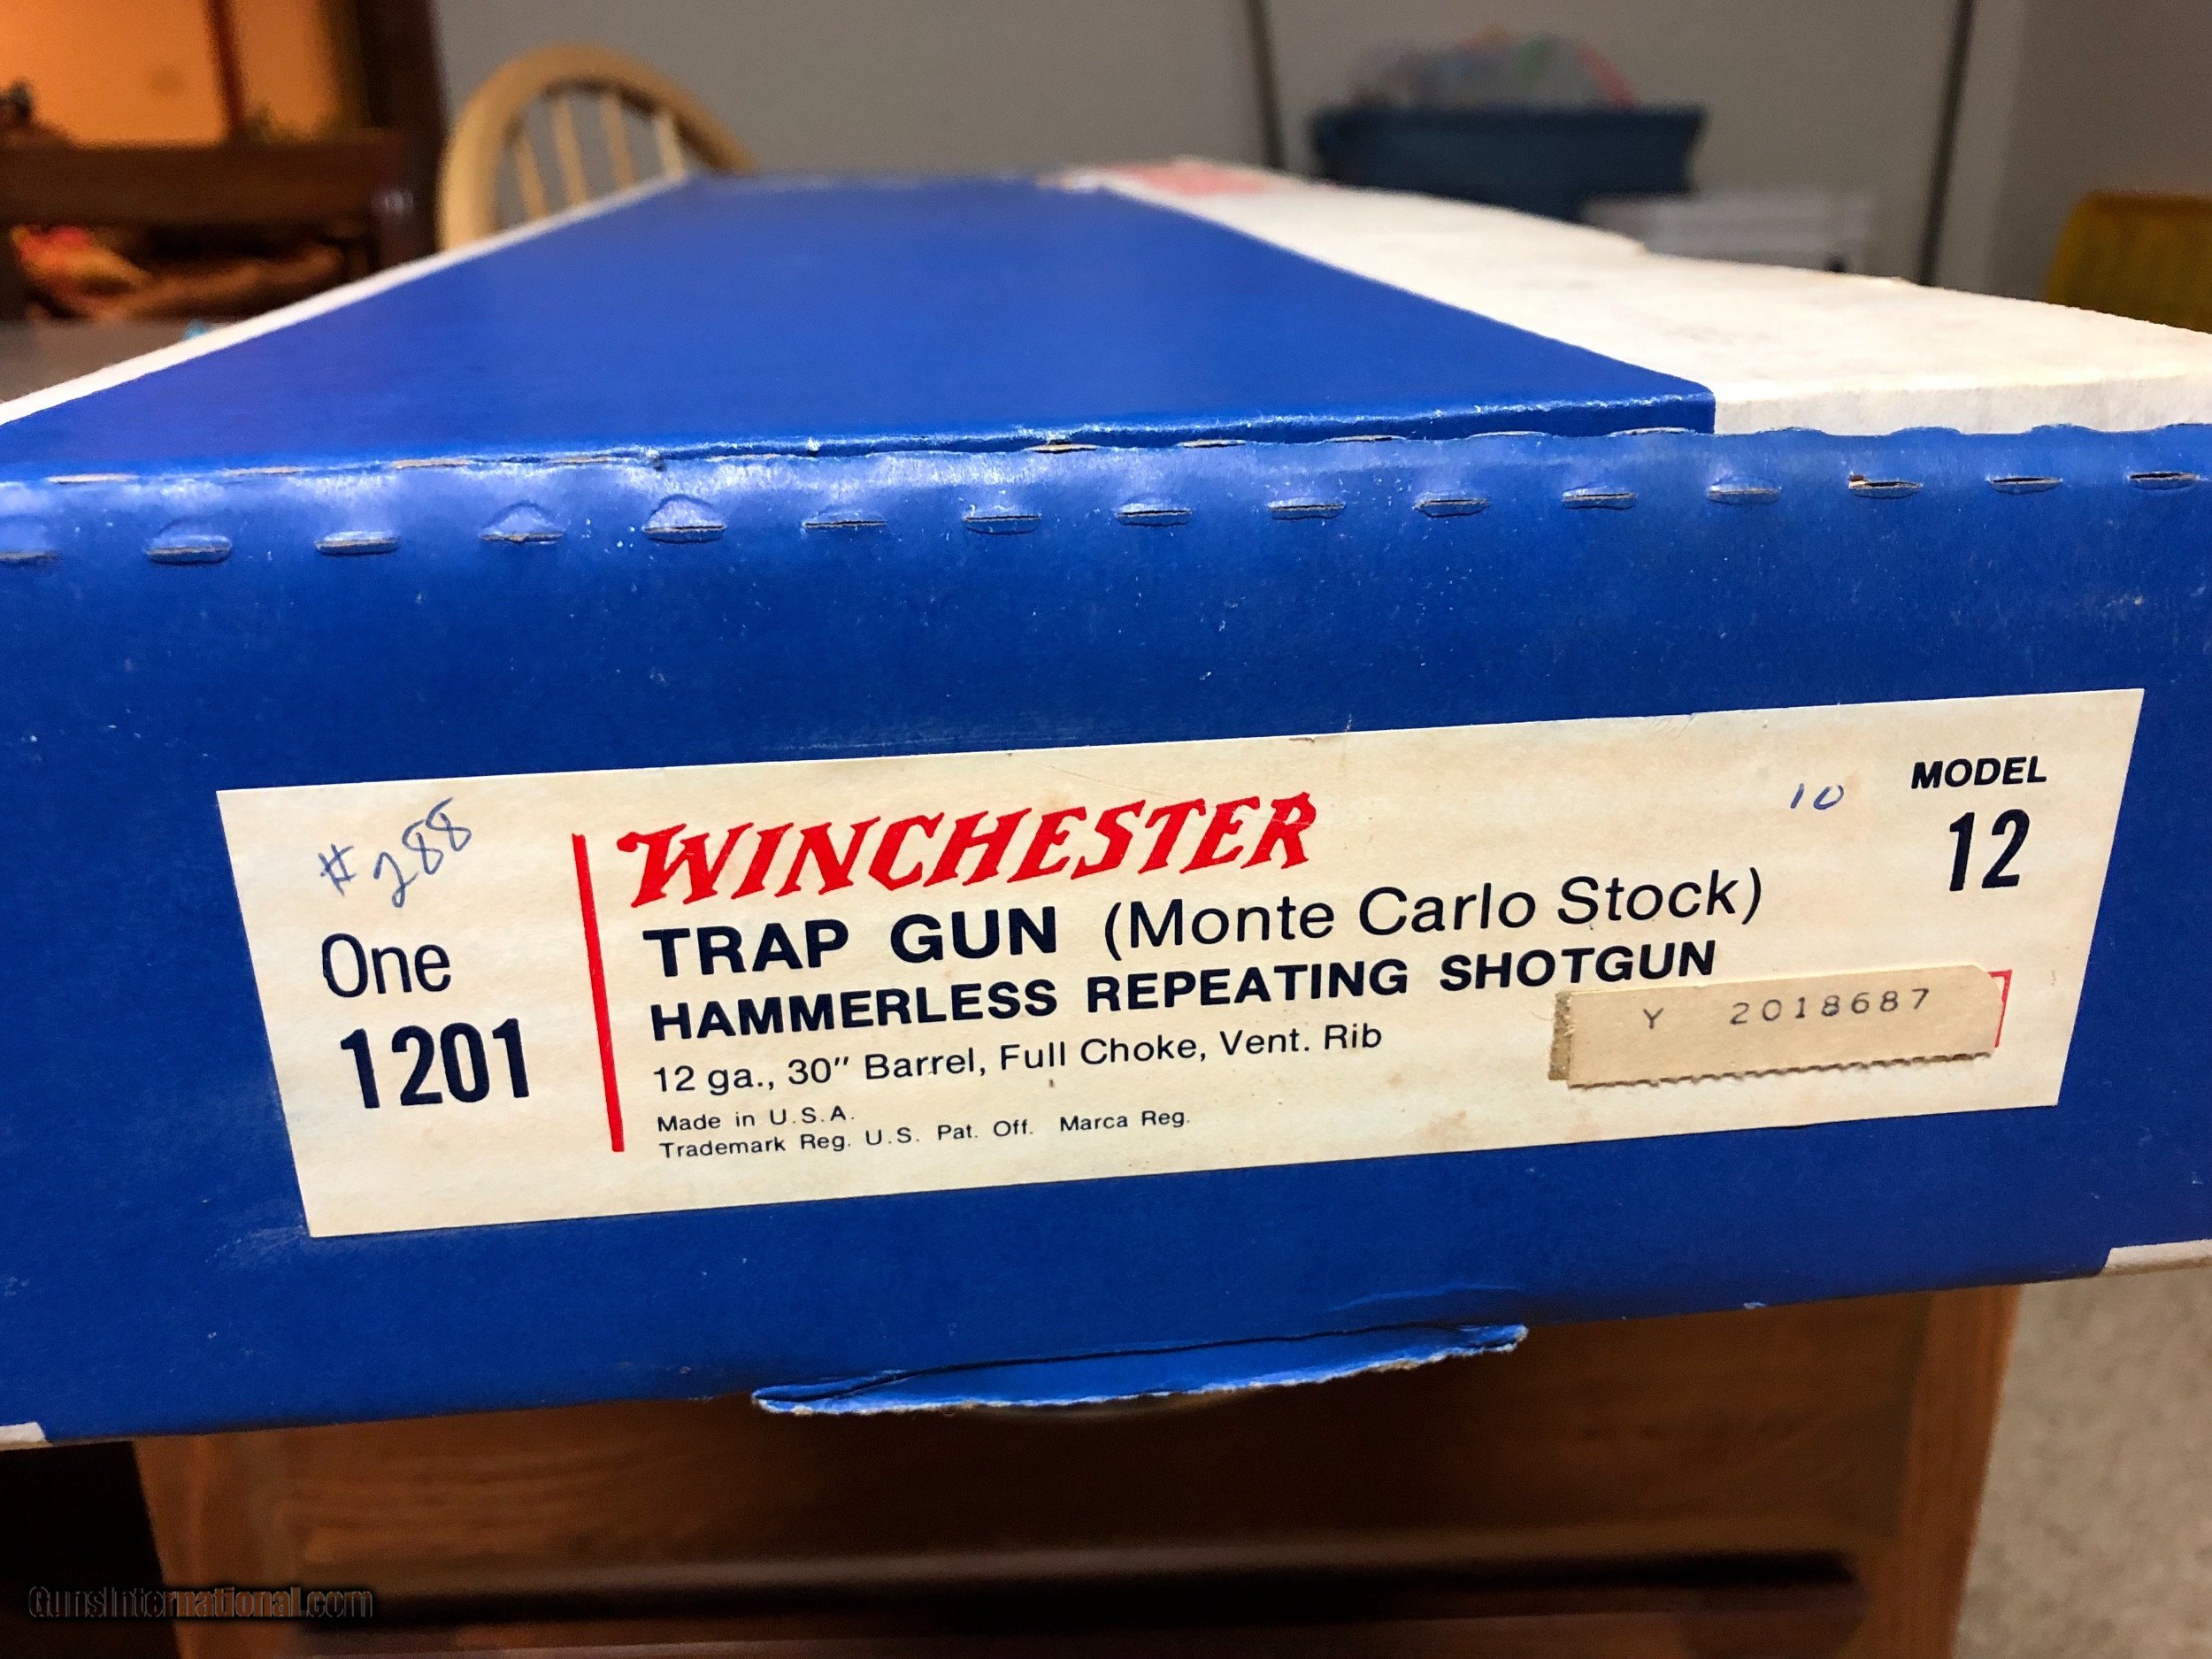 #288
One
1201
WINCHESTER
TRAP GUN (Monte Carlo Stock)
HAMMERLESS REPEATING SHOTGUN
12 ga., 30" Barrel, Full Choke, Vent. Rib
Made in U.S.A.
Trademark Reg. U.S. Pat. Off. Marca Reg.
10
MODEL
12
Y 2018687
GunsInternational.com